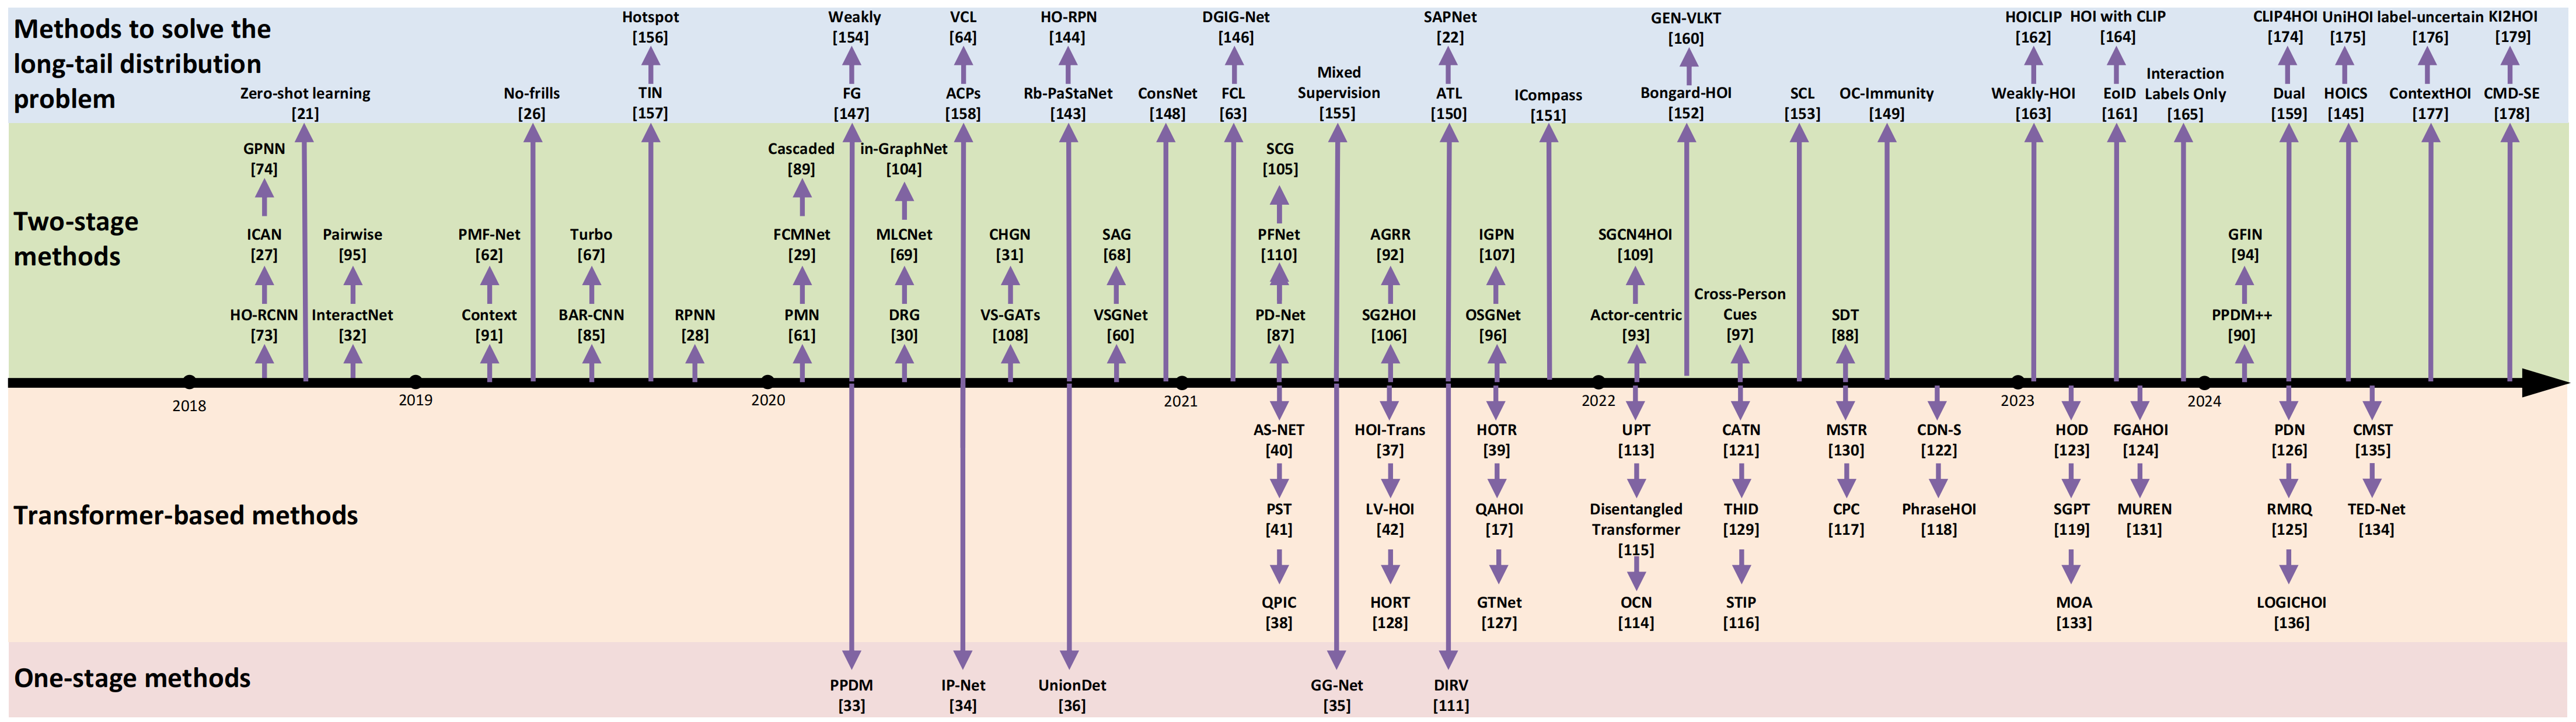 Methods to solve the
long-tail distribution
problem
Hotspot
[156]
Weakly
[154]
VCL
[64]
HO-RPN
[144]
DGIG-Net
[146]
SAPNet
[22]
GEN-VLKT
[160]
HOICLIP
[162]
HOI with CLIP
[164]
CLIP4HOI
[174]
UniHOI
[175]
label-uncertain
[176]
KI2HOI
[179]
Zero-shot learning
[21]
No-frills
[26]
TIN
[157]
FG
[147]
ACPs
[158]
Rb-PaStaNet
[143]
ConsNet
[148]
FCL
[63]
Mixed
Supervision
[155]
ATL
[150]
ICompass
[151]
Bongard-HOI
[152]
SCL
[153]
OC-Immunity
[149]
Weakly-HOI
[163]
EoID
[161]
Interaction
Labels Only
[165]
Dual
[159]
HOICS
[145]
ContextHOI
[177]
CMD-SE
[178]
Two-stage
methods
GPNN
[74]
Cascaded
[89]
in-GraphNet
[104]
SCG
[105]
ICAN
[27]
Pairwise
[95]
PMF-Net
[62]
Turbo
[67]
FCMNet
[29]
MLCNet
[69]
CHGN
[31]
SAG
[68]
PFNet
[110]
AGRR
[92]
IGPN
[107]
SGCN4HOI
[109]
GFIN
[94]
HO-RCNN
[73]
InteractNet
[32]
Context
[91]
BAR-CNN
[85]
RPNN
[28]
PMN
[61]
DRG
[30]
VS-GATs
[108]
VSGNet
[60]
PD-Net
[87]
SG2HOI
[106]
OSGNet
[96]
Actor-centric
[93]
Cross-Person
Cues
[97]
SDT
[88]
PPDM++
[90]
2018
2019
2020
2021
2022
2023
2024
Transformer-based methods
AS-NET
[40]
HOI-Trans
[37]
HOTR
[39]
UPT
[113]
CATN
[121]
MSTR
[130]
CDN-S
[122]
HOD
[123]
FGAHOI
[124]
PDN
[126]
CMST
[135]
PST
[41]
LV-HOI
[42]
QAHOI
[17]
Disentangled
Transformer
[115]
THID
[129]
CPC
[117]
PhraseHOI
[118]
SGPT
[119]
MUREN
[131]
RMRQ
[125]
TED-Net
[134]
QPIC
[38]
HORT
[128]
GTNet
[127]
OCN
[114]
STIP
[116]
MOA
[133]
LOGICHOI
[136]
One-stage methods
PPDM
[33]
IP-Net
[34]
UnionDet
[36]
GG-Net
[35]
DIRV
[111]